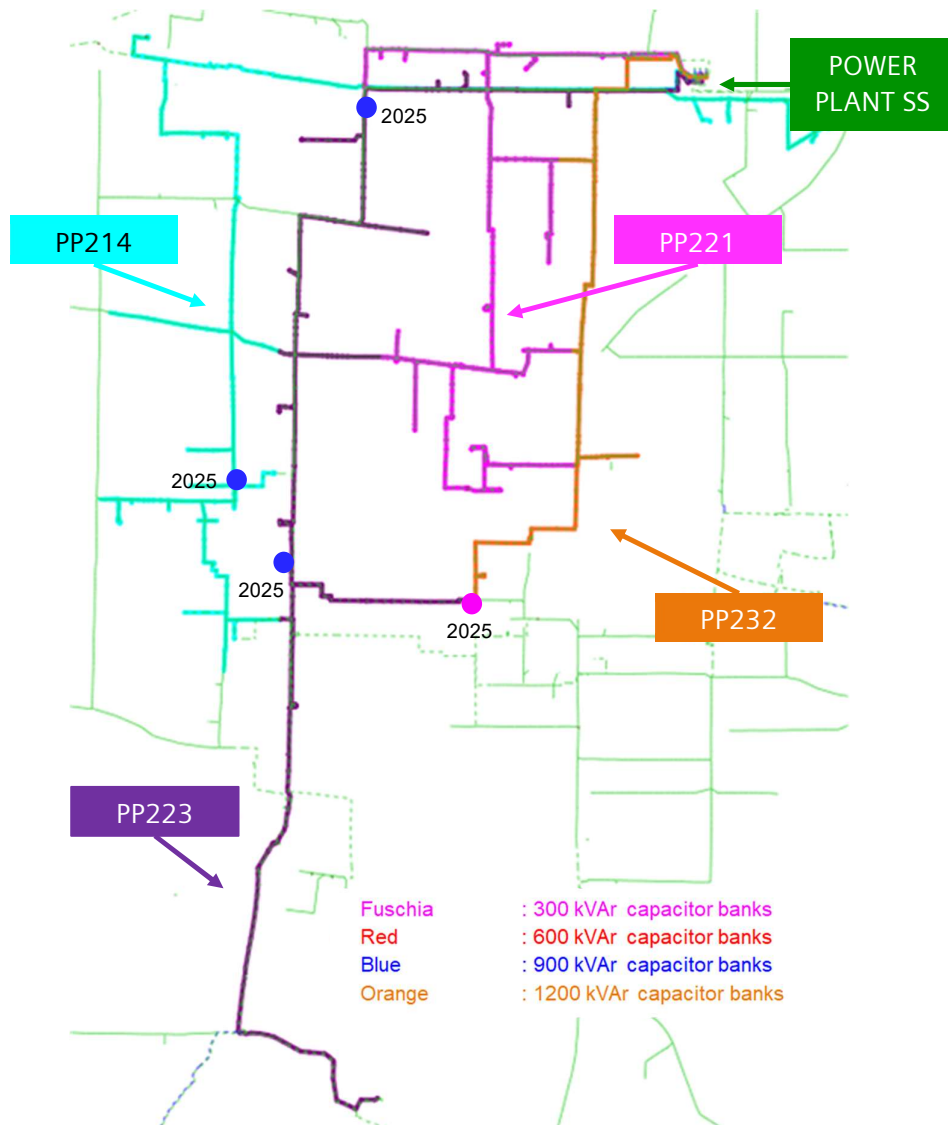 POWER
PLANT SS
2025
PP214
PP221
2025
2025
2025
PP232
PP223
Fuschia : 300 kVAr capacitor banks
Red : 600 kVAr capacitor banks
Blue : 900 kVAr capacitor banks
Orange : 1200 kVAr capacitor banks